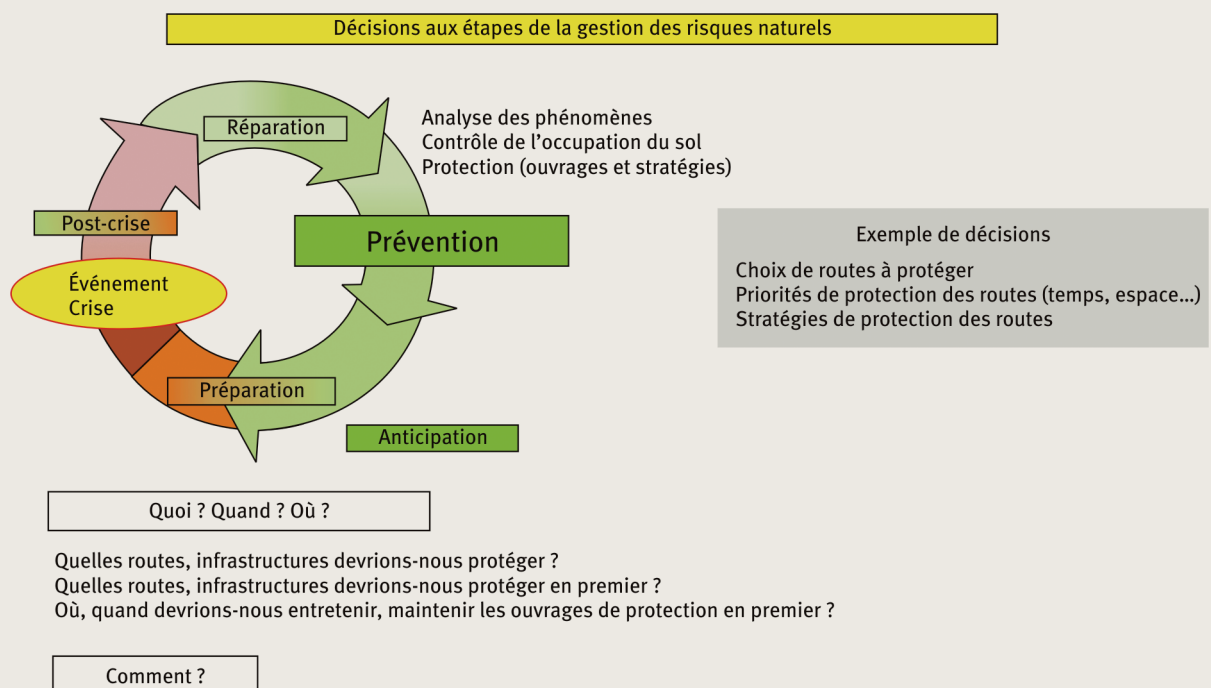 Décisions aux étapes de la gestion des risques naturels
Réparation
Analyse des phénomènes
Contrôle de l'occupation du sol
Protection (ouvrages et stratégies)
Post-crise
Prévention
Événement
Crise
Exemple de décisions
Choix de routes à protéger
Priorités de protection des routes (temps, espace...)
Stratégies de protection des routes
Préparation
Anticipation
Quoi ? Quand ? Où ?
Quelles routes, infrastructures devrions-nous protéger ?
Quelles routes, infrastructures devrions-nous protéger en premier ?
Où, quand devrions-nous entretenir, maintenir les ouvrages de protection en premier ?
Comment ?